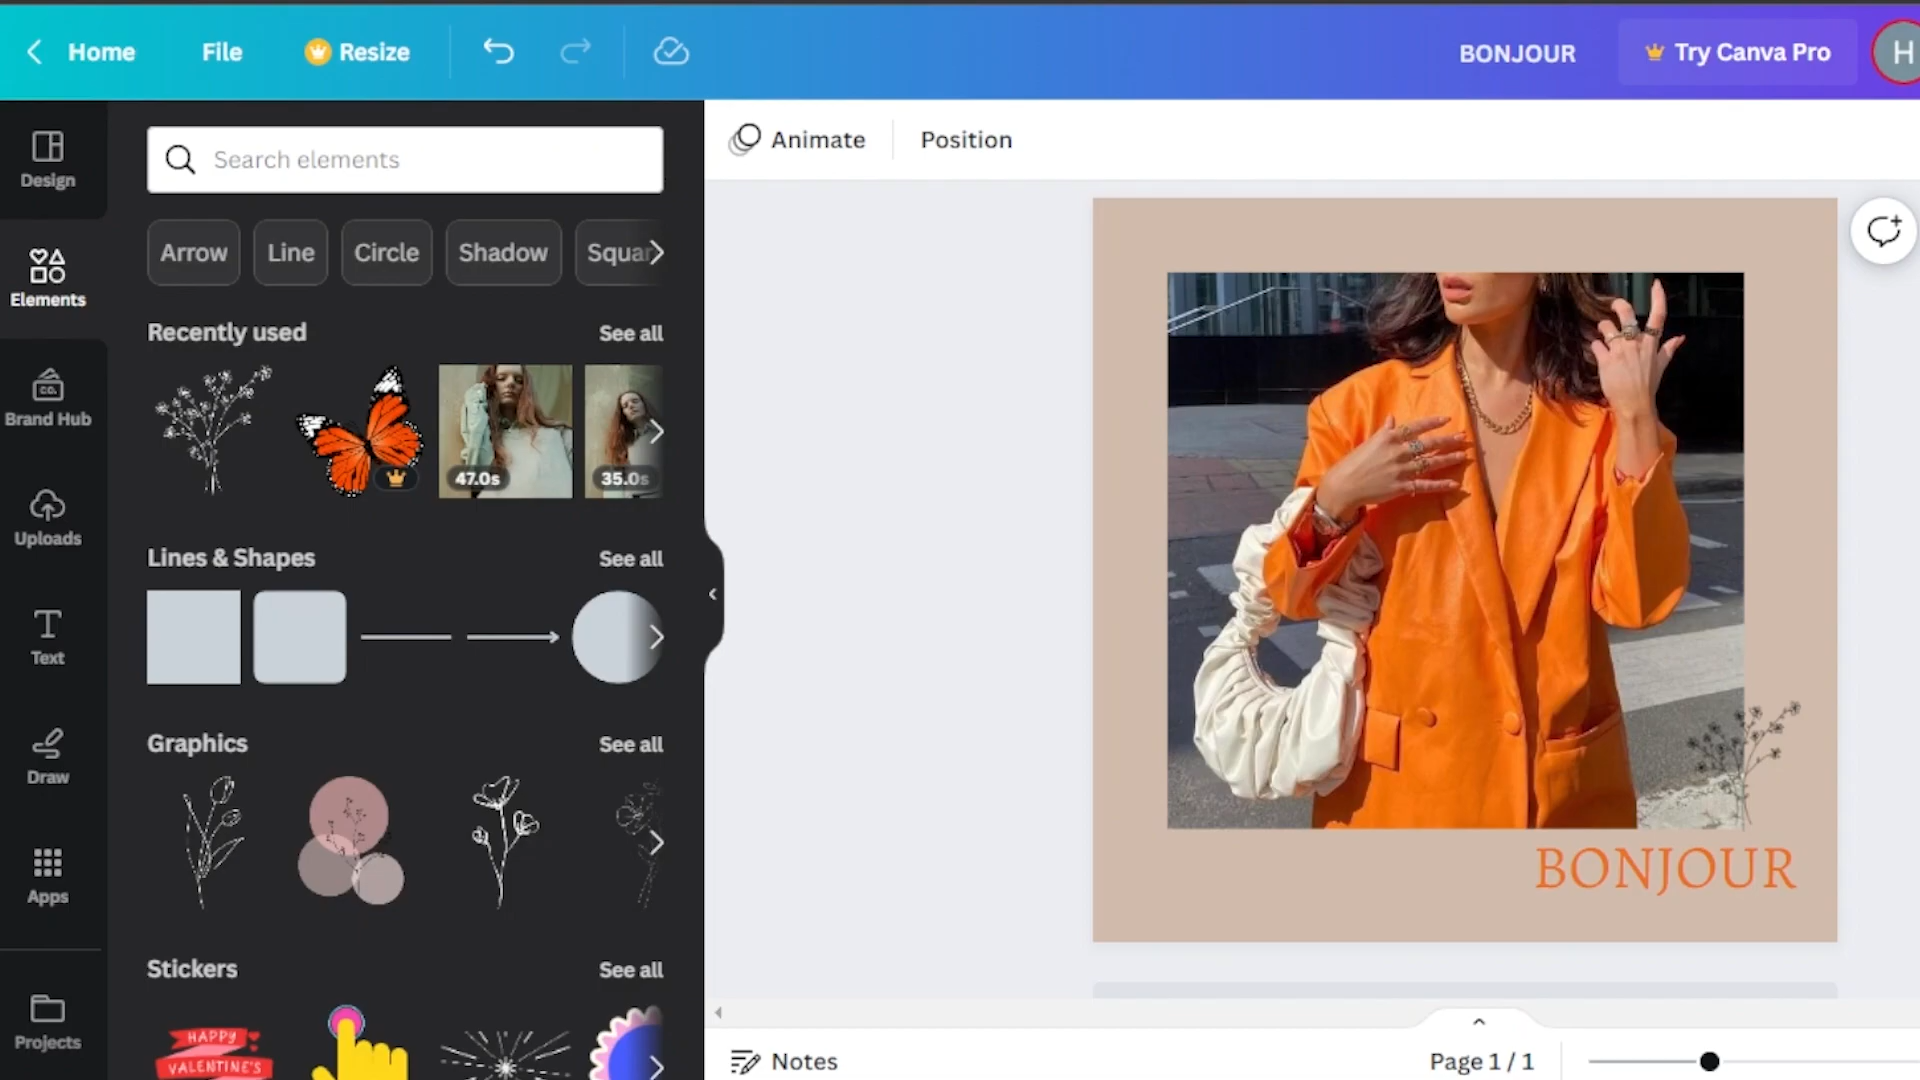 Home File Resize BONJOUR Try Canva Pro H
Design
Search elements
Animate Position
Arrow Line Circle Shadow Squar
Elements
Recently used See all
CO.
Brand Hub
47.0s 35.0s
Uploads
Lines & Shapes See all
Text
Graphics See all
Draw
Apps
BONJOUR
Stickers See all
Projects
HAPPY
VALENTINE'S
Notes Page 1 / 1